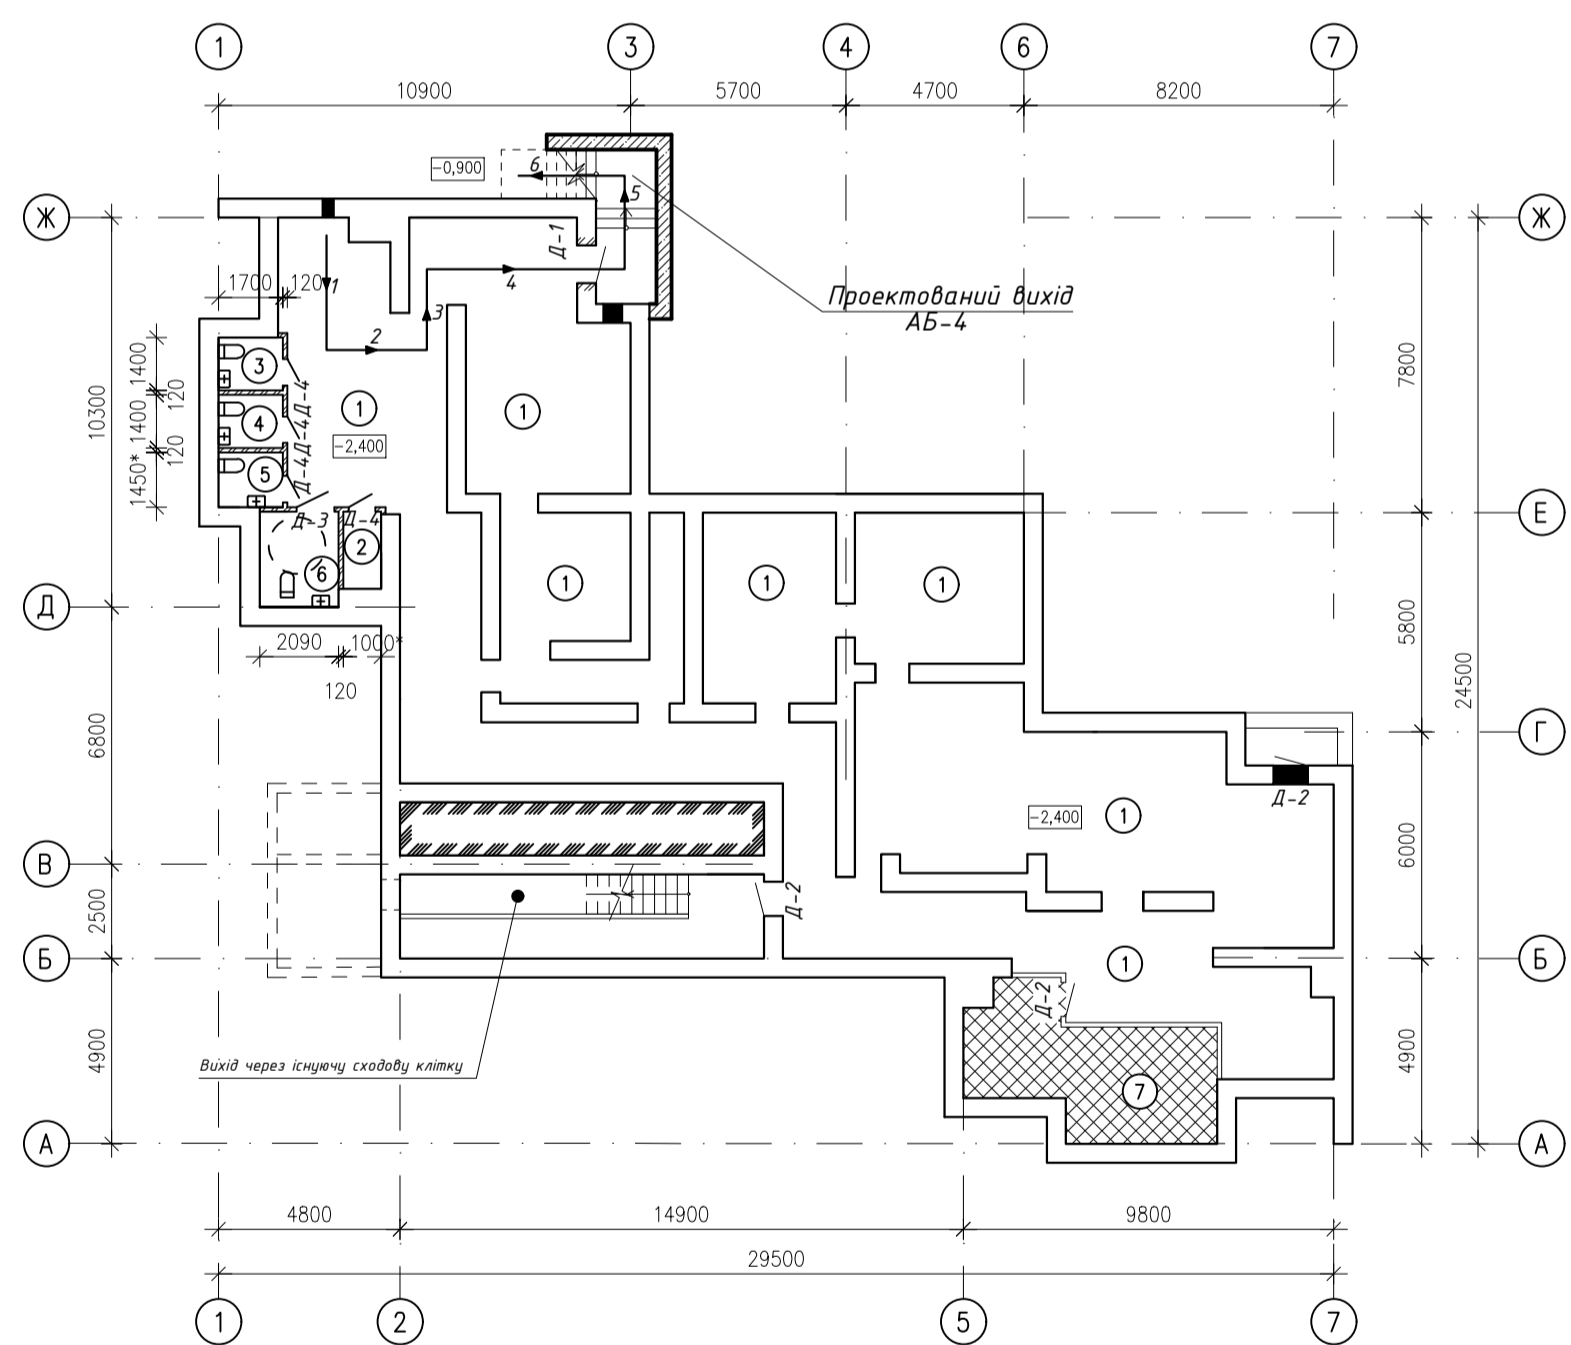 1 3 4 6 7
10900 5700 4700 8200
-0,900
6
5
Ж Ж
Д-1
1700 120
1
4
3
2
Проектований вихід
АБ-4
1400
120
1400
120
1450*
3
4
5
Д-4
Д-4
Д-4
1
-2,400
1
10300
7800
Д-3 Д-4
2
6
Е
1
1
1
Д
2090 1000*
120
5800
24500
6800
Г
Д-2
-2,400
1
6000
В
2500
Д-2
Б
1
Б
Д-2
Вихід через існуючу сходову клітку
4900
4900
7
А А
4800 14900 9800
29500
1 2 5 7